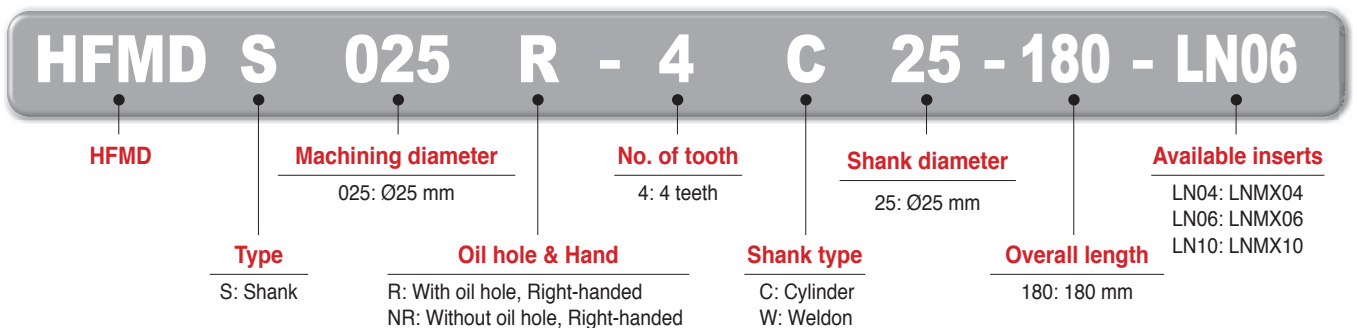 HFMD S 025 R - 4 C 25 - 180 - LN06
HFMD
Machining diameter
025: Ø25 mm
No. of tooth
4: 4 teeth
Shank diameter
25: Ø25 mm
Available inserts
LN04: LNMX04
LN06: LNMX06
LN10: LNMX10
Type
S: Shank
Oil hole & Hand
R: With oil hole, Right-handed
NR: Without oil hole, Right-handed
Shank type
C: Cylinder
W: Weldon
Overall length
180: 180 mm